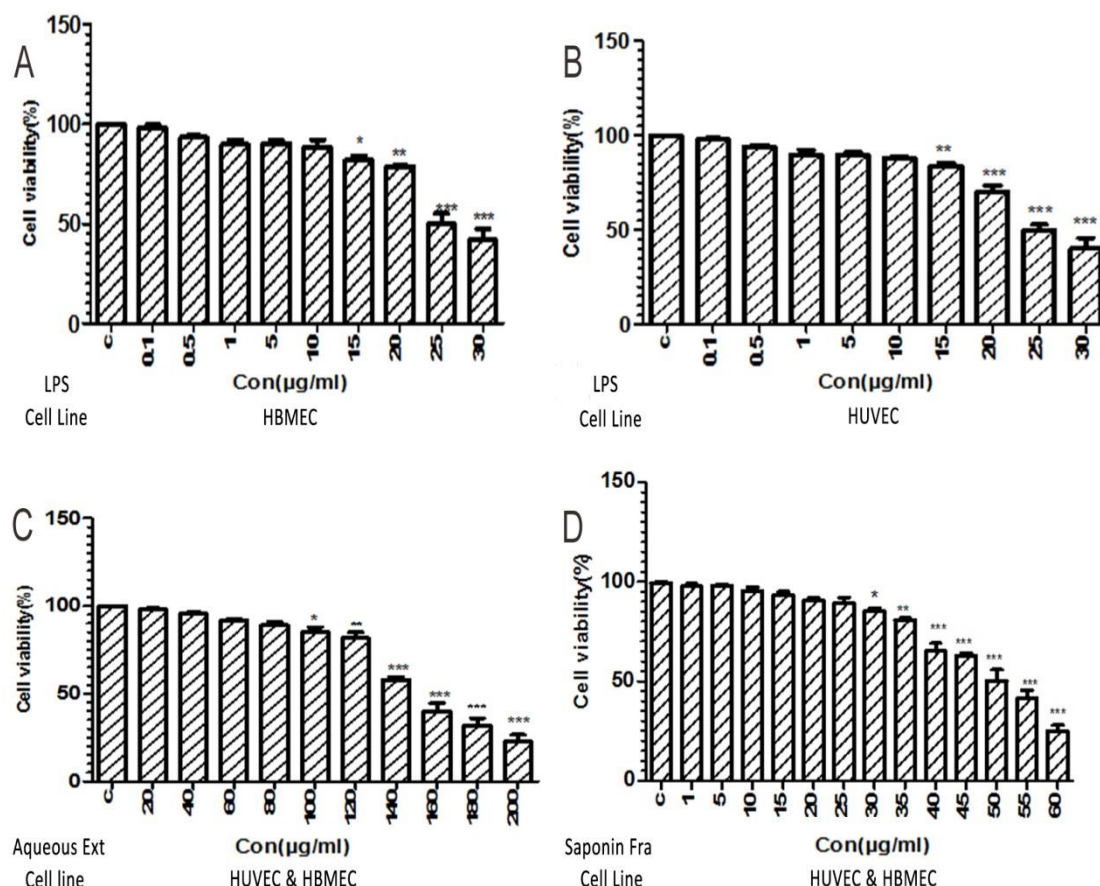 A
Cell viability(%)
150
100
50
0
* ** *** ***
c 0.1 0.5 1 5 10 15 20 25 30
LPS Con(µg/ml)
Cell Line HBMEC
B
Cell viability(%)
150
100
50
0
** *** *** ***
c 0.1 0.5 1 5 10 15 20 25 30
LPS Con(µg/ml)
Cell Line HUVEC
C
Cell viability(%)
150
100
50
0
* ** *** *** *** ***
c 20 40 60 80 100 120 140 160 180 200
Aqueous Ext Con(µg/ml)
Cell line HUVEC & HBMEC
D
Cell viability(%)
150
100
50
0
* ** *** *** *** *** ***
c 1 5 10 15 20 25 30 35 40 45 50 55 60
Saponin Fra Con(µg/ml)
Cell Line HUVEC & HBMEC